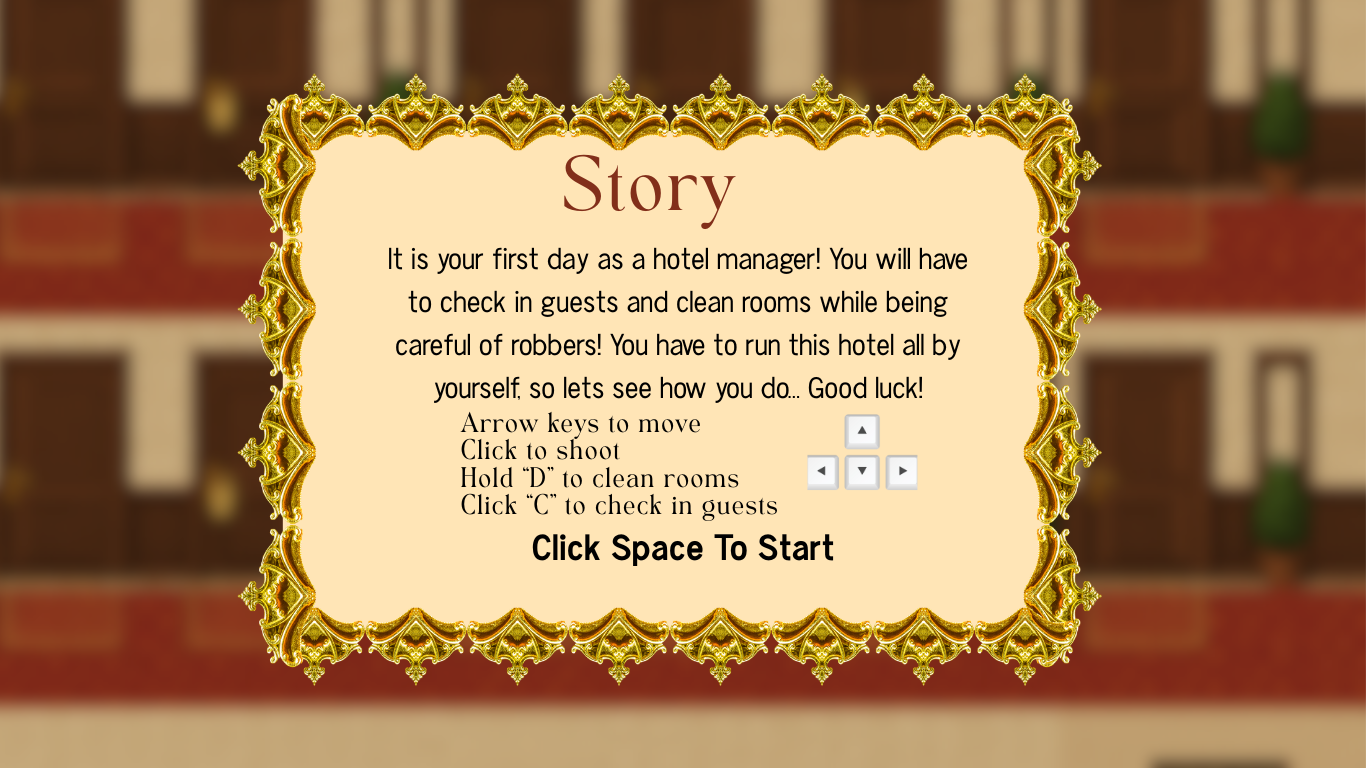 Story
It is your first day as a hotel manager! You will have
to check in guests and clean rooms while being
careful of robbers! You have to run this hotel all by
yourself, so lets see how you do... Good luck!
Arrow keys to move
Click to shoot
Hold “D” to clean rooms
Click “C” to check in guests
Click Space To Start